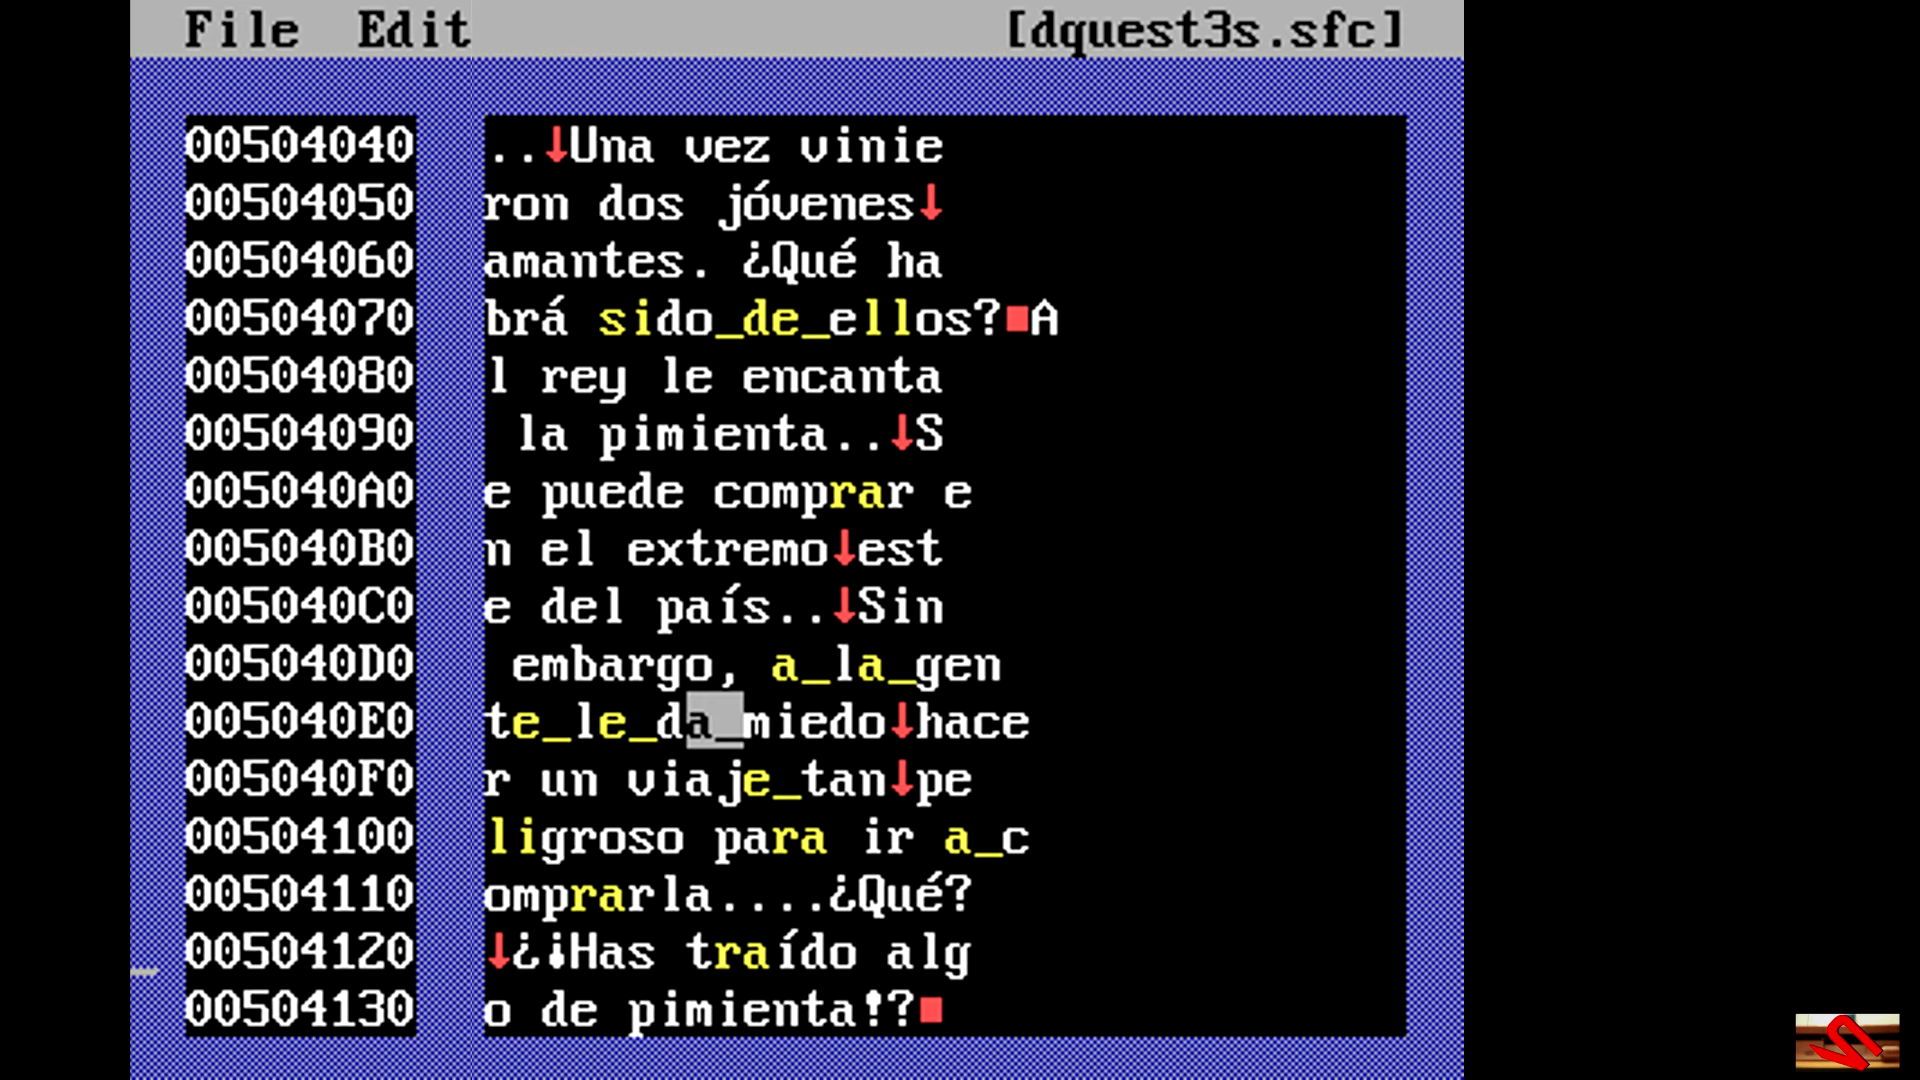 File Edit [dquest3s.sfc]
00504040 ..↓Una vez vinie
00504050 ron dos jóvenes↓
00504060 amantes. ¿Qué ha
00504070 brá sido_de_ellos?■A
00504080 l rey le encanta
00504090  la pimienta..↓S
005040A0 e puede comprar e
005040B0 n el extremo↓est
005040C0 e del país..↓Sin
005040D0  embargo, a_la_gen
005040E0 te_le_da_miedo↓hace
005040F0 r un viaje_tan↓pe
00504100 ligroso para ir a_c
00504110 omprarla....¿Qué?
00504120 ↓¿¡Has traído alg
00504130 o de pimienta!?■